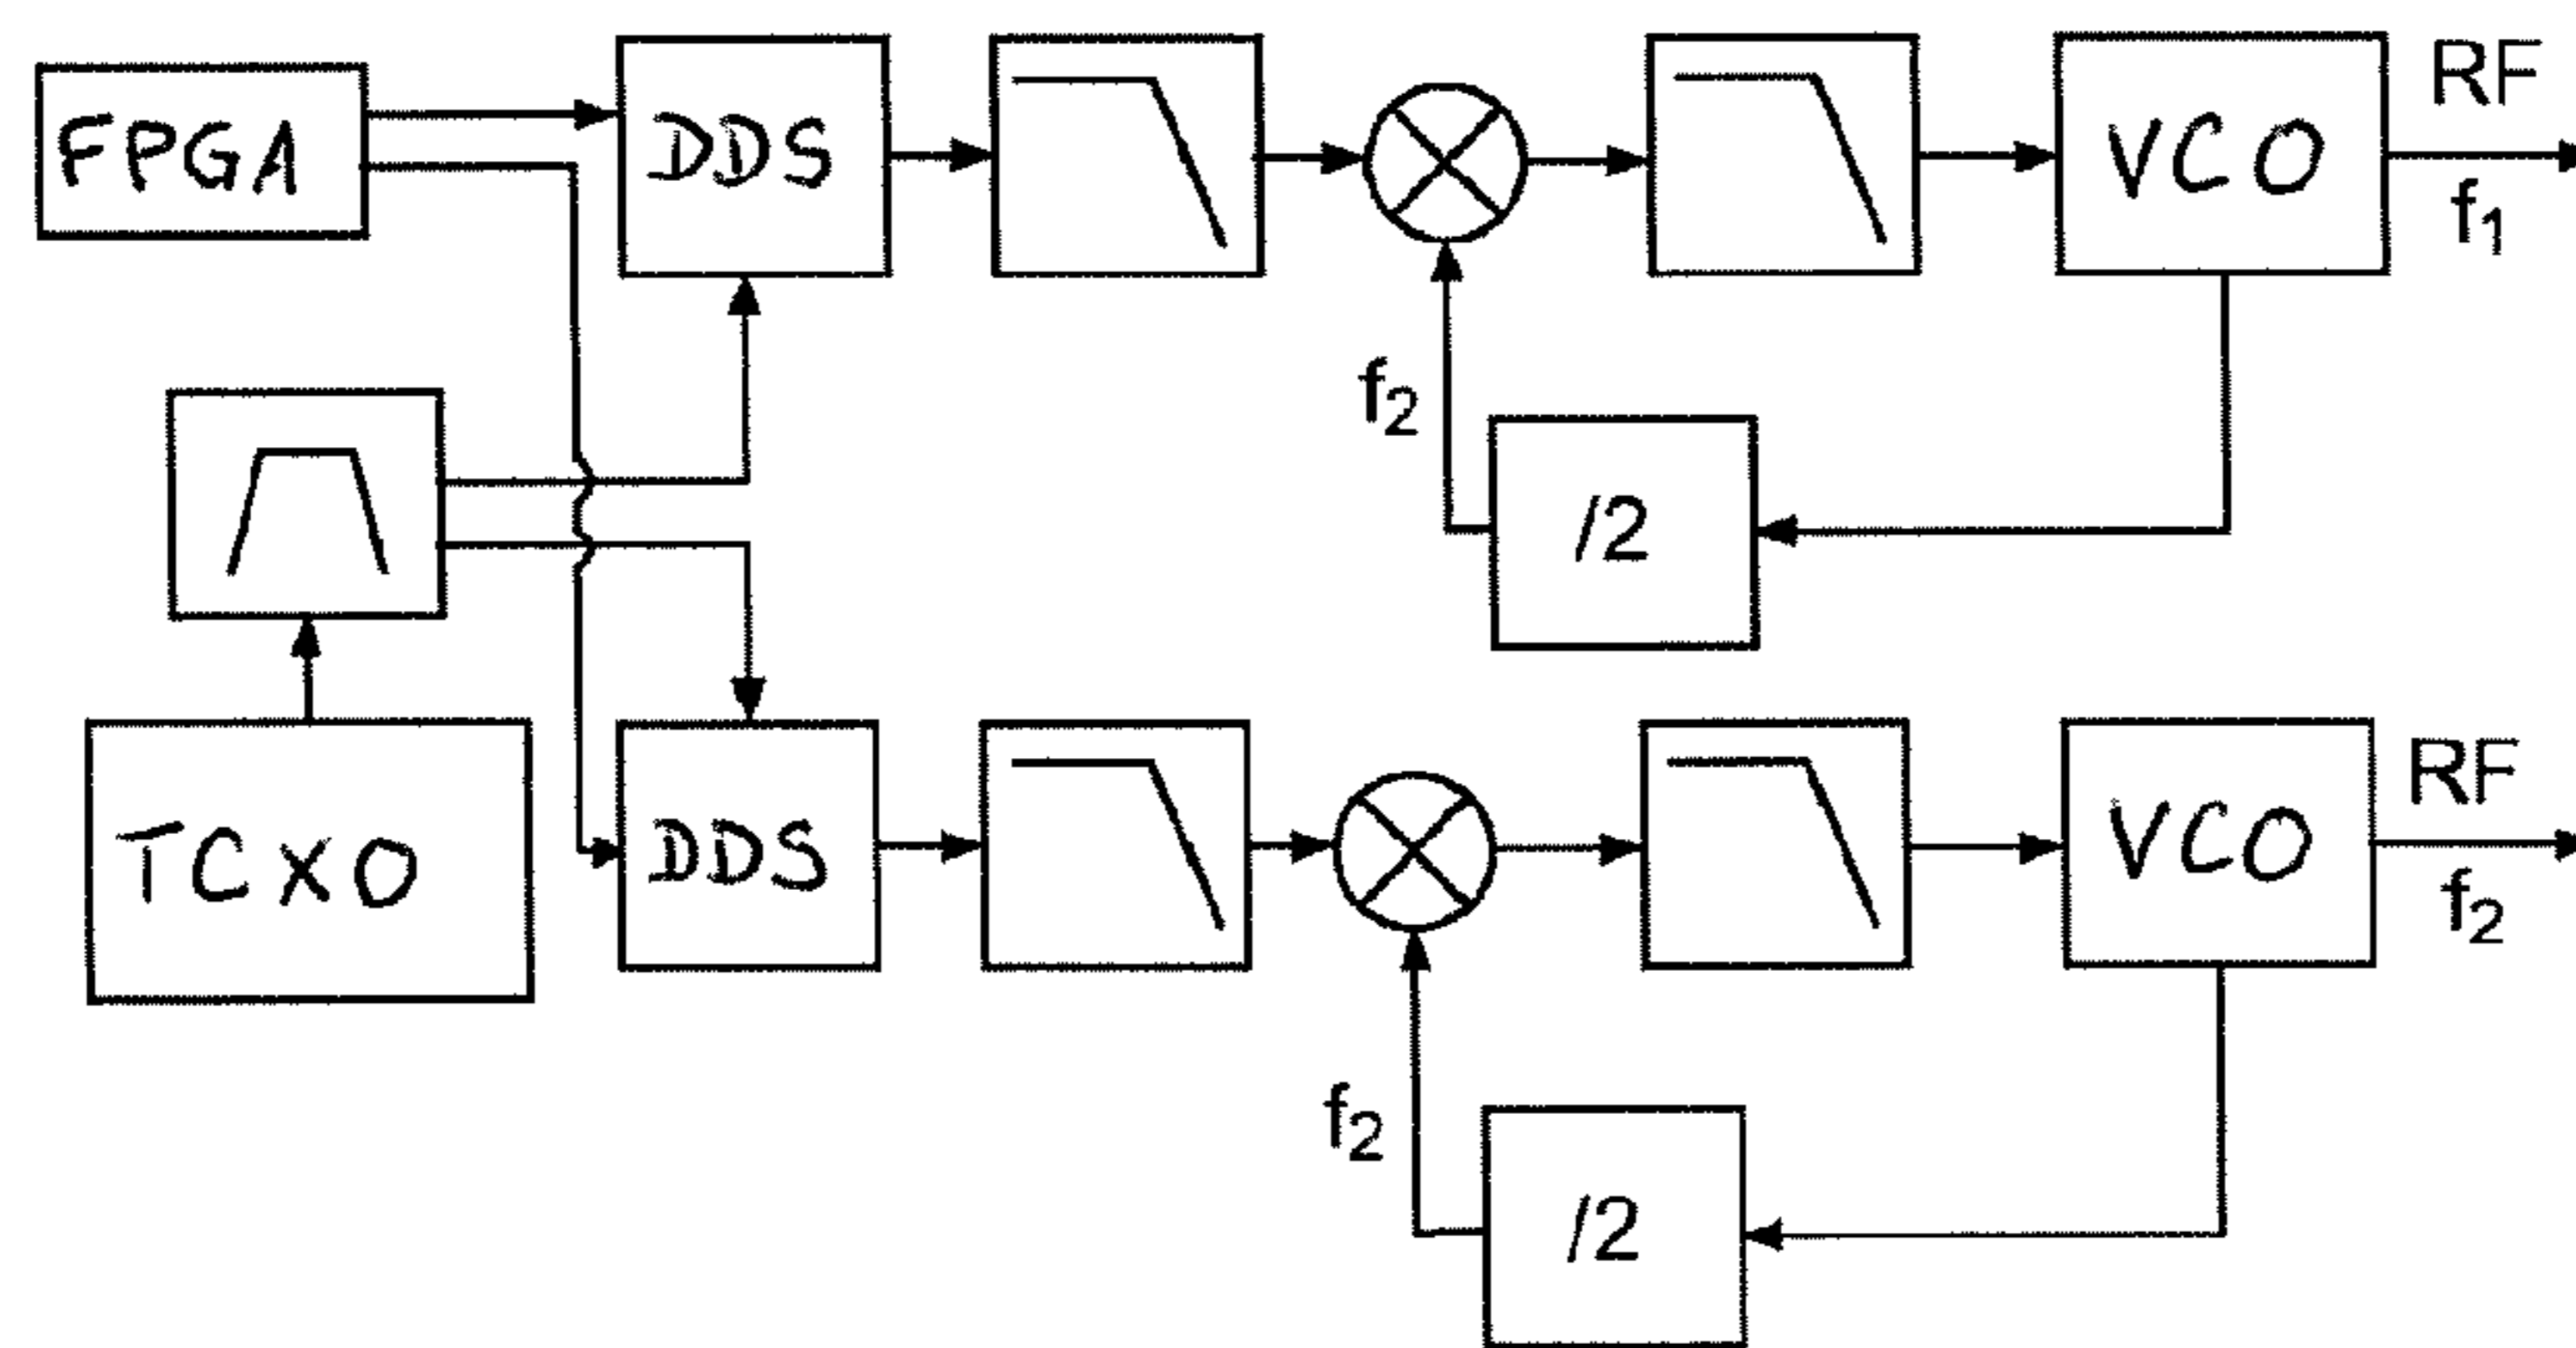 FPGA
DDS
VCO
RF
f₁
f₂
/2
TCXO
DDS
VCO
RF
f₂
f₂
/2